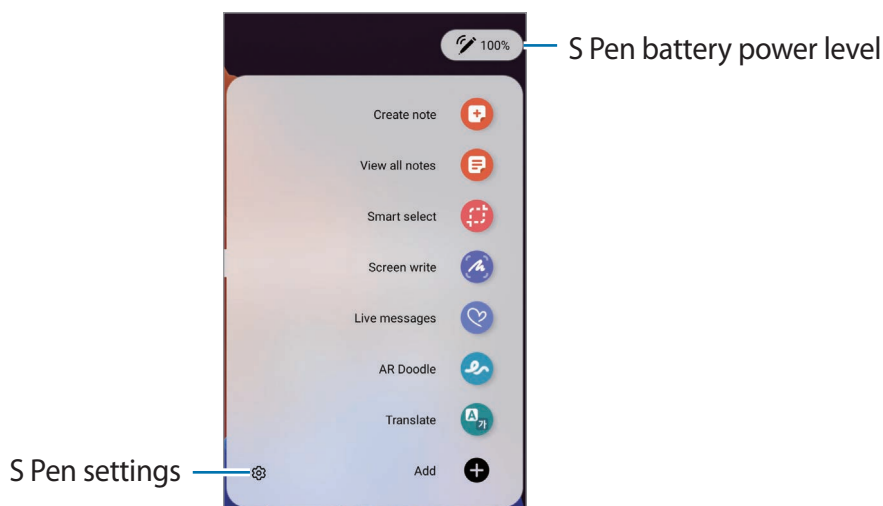 100%
S Pen battery power level
Create note
View all notes
Smart select
Screen write
Live messages
AR Doodle
Translate
A 가
S Pen settings
Add